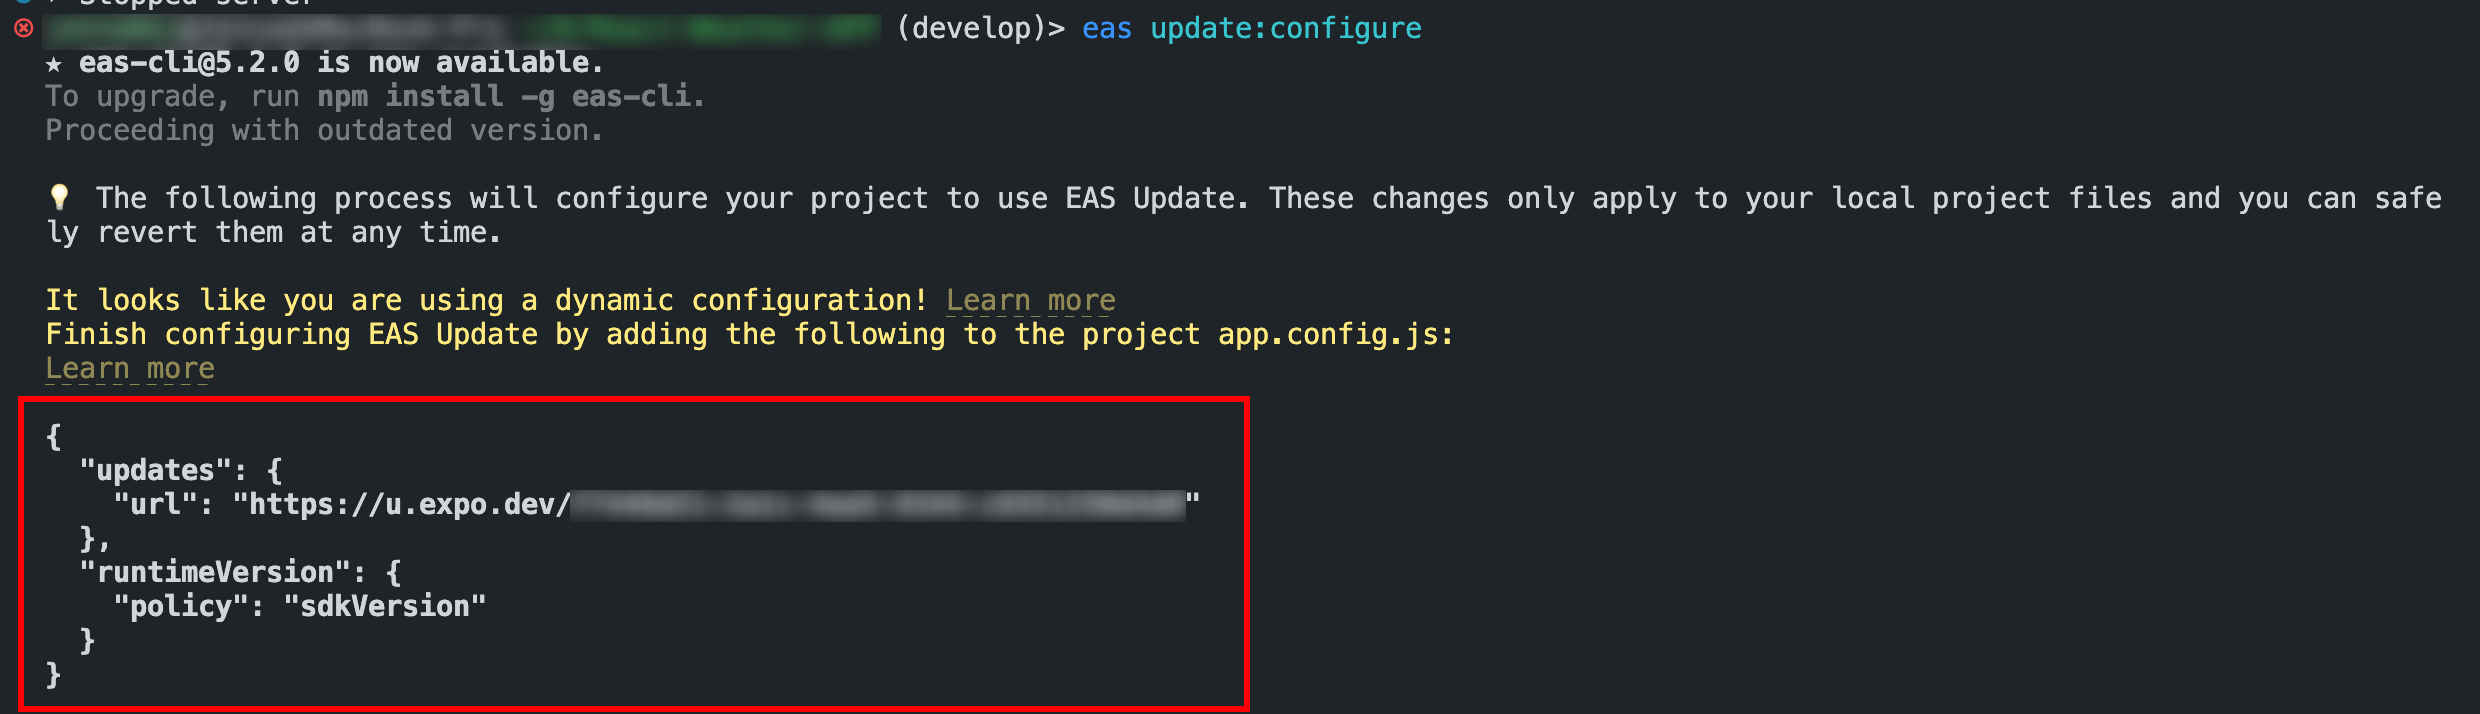 Stopped server
(develop)> eas update:configure
★ eas-cli@5.2.0 is now available.
To upgrade, run npm install -g eas-cli.
Proceeding with outdated version.
💡 The following process will configure your project to use EAS Update. These changes only apply to your local project files and you can safe
ly revert them at any time.
It looks like you are using a dynamic configuration! Learn more
Finish configuring EAS Update by adding the following to the project app.config.js:
Learn more
{
"updates": {
"url": "https://u.expo.dev/"
},
"runtimeVersion": {
"policy": "sdkVersion"
}
}